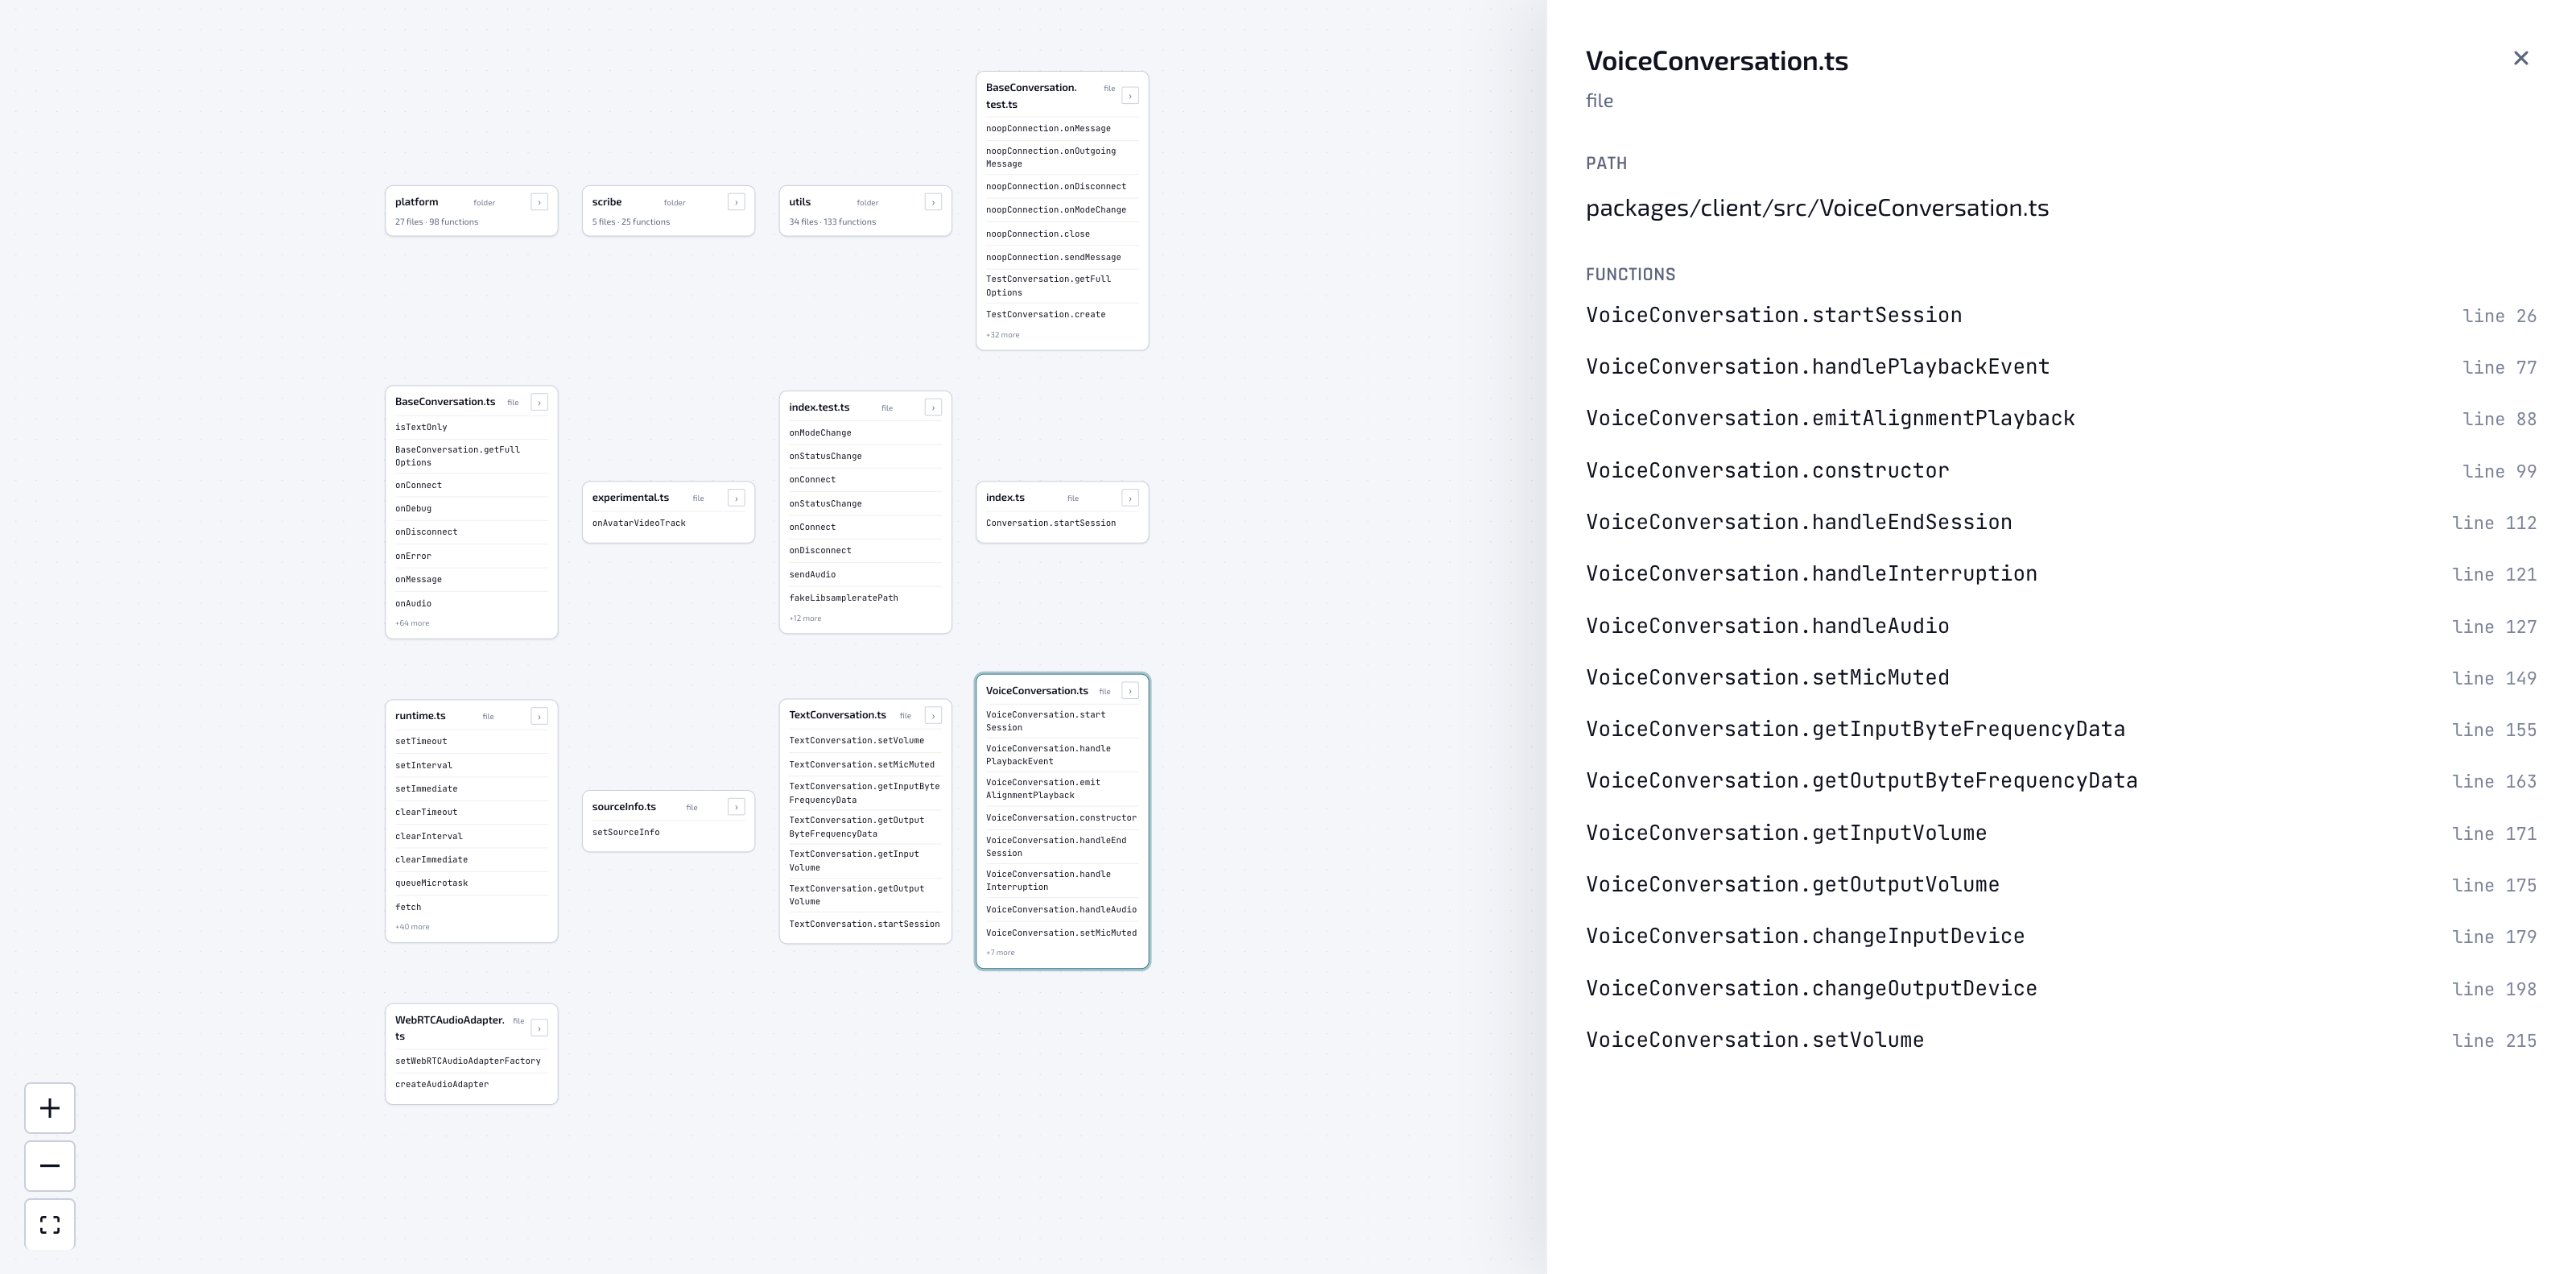 platform folder ›
27 files · 98 functions
scribe folder ›
5 files · 25 functions
utils folder ›
34 files · 133 functions
BaseConversation. file ›
test.ts
noopConnection.onMessage
noopConnection.onOutgoing
Message
noopConnection.onDisconnect
noopConnection.onModeChange
noopConnection.close
noopConnection.sendMessage
TestConversation.getFull
Options
TestConversation.create
+32 more
BaseConversation.ts file ›
isTextOnly
BaseConversation.getFull
Options
onConnect
onDebug
onDisconnect
onError
onMessage
onAudio
+64 more
experimental.ts file ›
onAvatarVideoTrack
index.test.ts file ›
onModeChange
onStatusChange
onConnect
onStatusChange
onConnect
onDisconnect
sendAudio
fakeLibsampleratePath
+12 more
index.ts file ›
Conversation.startSession
runtime.ts file ›
setTimeout
setInterval
setImmediate
clearTimeout
clearInterval
clearImmediate
queueMicrotask
fetch
+40 more
sourceInfo.ts file ›
setSourceInfo
TextConversation.ts file ›
TextConversation.setVolume
TextConversation.setMicMuted
TextConversation.getInputByte
FrequencyData
TextConversation.getOutput
ByteFrequencyData
TextConversation.getInput
Volume
TextConversation.getOutput
Volume
TextConversation.startSession
VoiceConversation.ts file ›
VoiceConversation.start
Session
VoiceConversation.handle
PlaybackEvent
VoiceConversation.emit
AlignmentPlayback
VoiceConversation.constructor
VoiceConversation.handleEnd
Session
VoiceConversation.handle
Interruption
VoiceConversation.handleAudio
VoiceConversation.setMicMuted
+7 more
WebRTCAudioAdapter. file ›
ts
setWebRTCAudioAdapterFactory
createAudioAdapter
VoiceConversation.ts
file
PATH
packages/client/src/VoiceConversation.ts
FUNCTIONS
VoiceConversation.startSession line 26
VoiceConversation.handlePlaybackEvent line 77
VoiceConversation.emitAlignmentPlayback line 88
VoiceConversation.constructor line 99
VoiceConversation.handleEndSession line 112
VoiceConversation.handleInterruption line 121
VoiceConversation.handleAudio line 127
VoiceConversation.setMicMuted line 149
VoiceConversation.getInputByteFrequencyData line 155
VoiceConversation.getOutputByteFrequencyData line 163
VoiceConversation.getInputVolume line 171
VoiceConversation.getOutputVolume line 175
VoiceConversation.changeInputDevice line 179
VoiceConversation.changeOutputDevice line 198
VoiceConversation.setVolume line 215